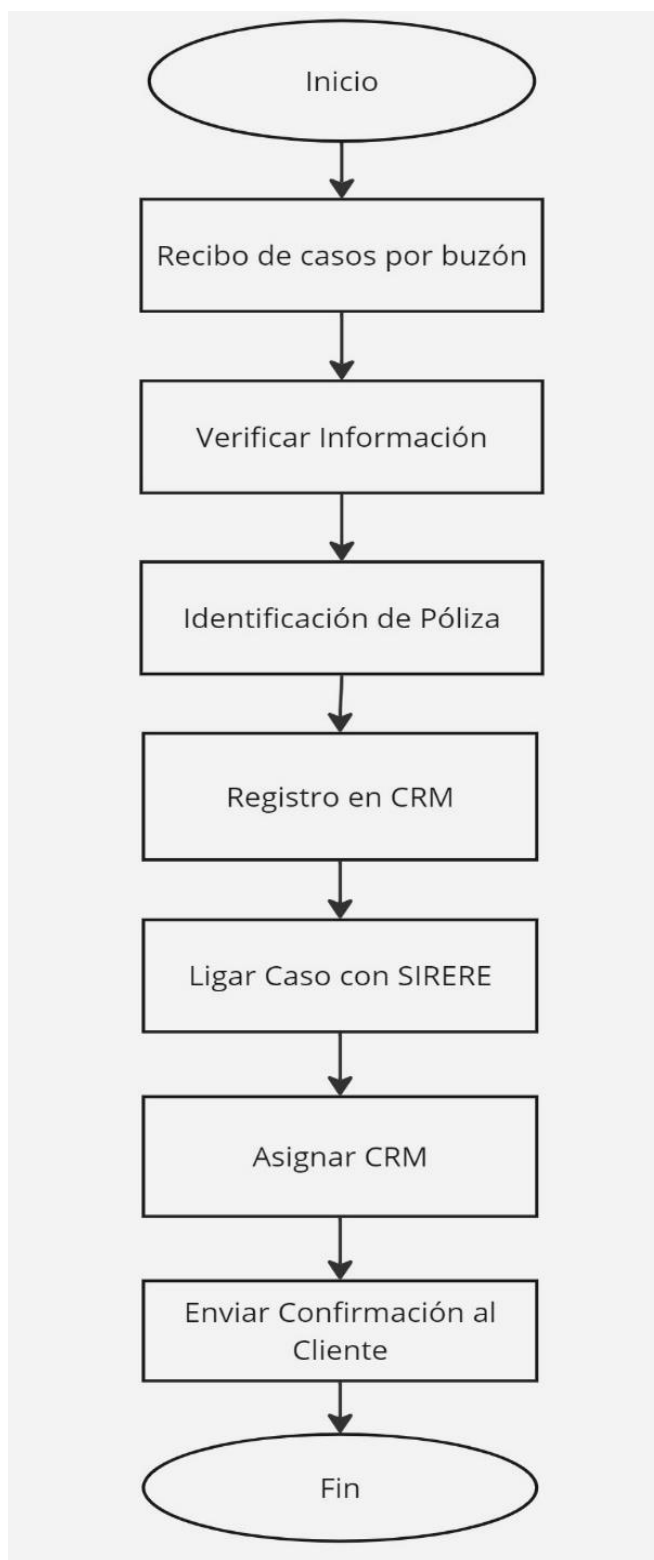 Inicio
Recibo de casos por buzón
Verificar Información
Identificación de Póliza
Registro en CRM
Ligar Caso con SIRERE
Asignar CRM
Enviar Confirmación al
Cliente
Fin